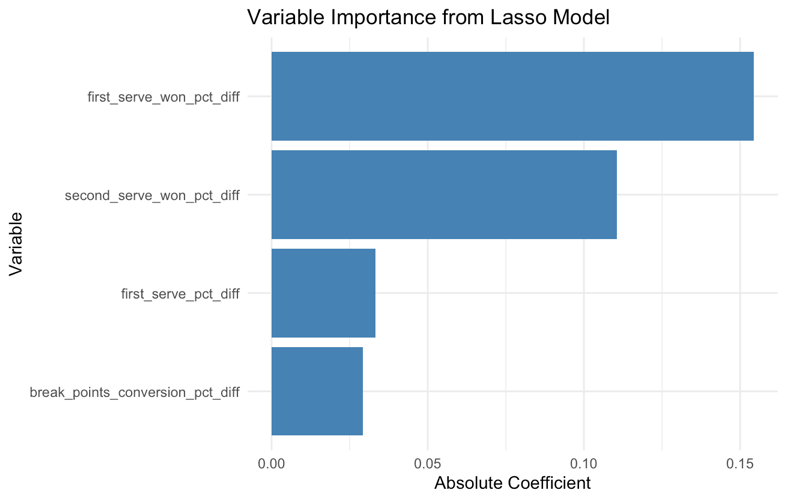 Variable Importance from Lasso Model
Variable
first_serve_won_pct_diff
second_serve_won_pct_diff
first_serve_pct_diff
break_points_conversion_pct_diff
0.00 0.05 0.10 0.15
Absolute Coefficient